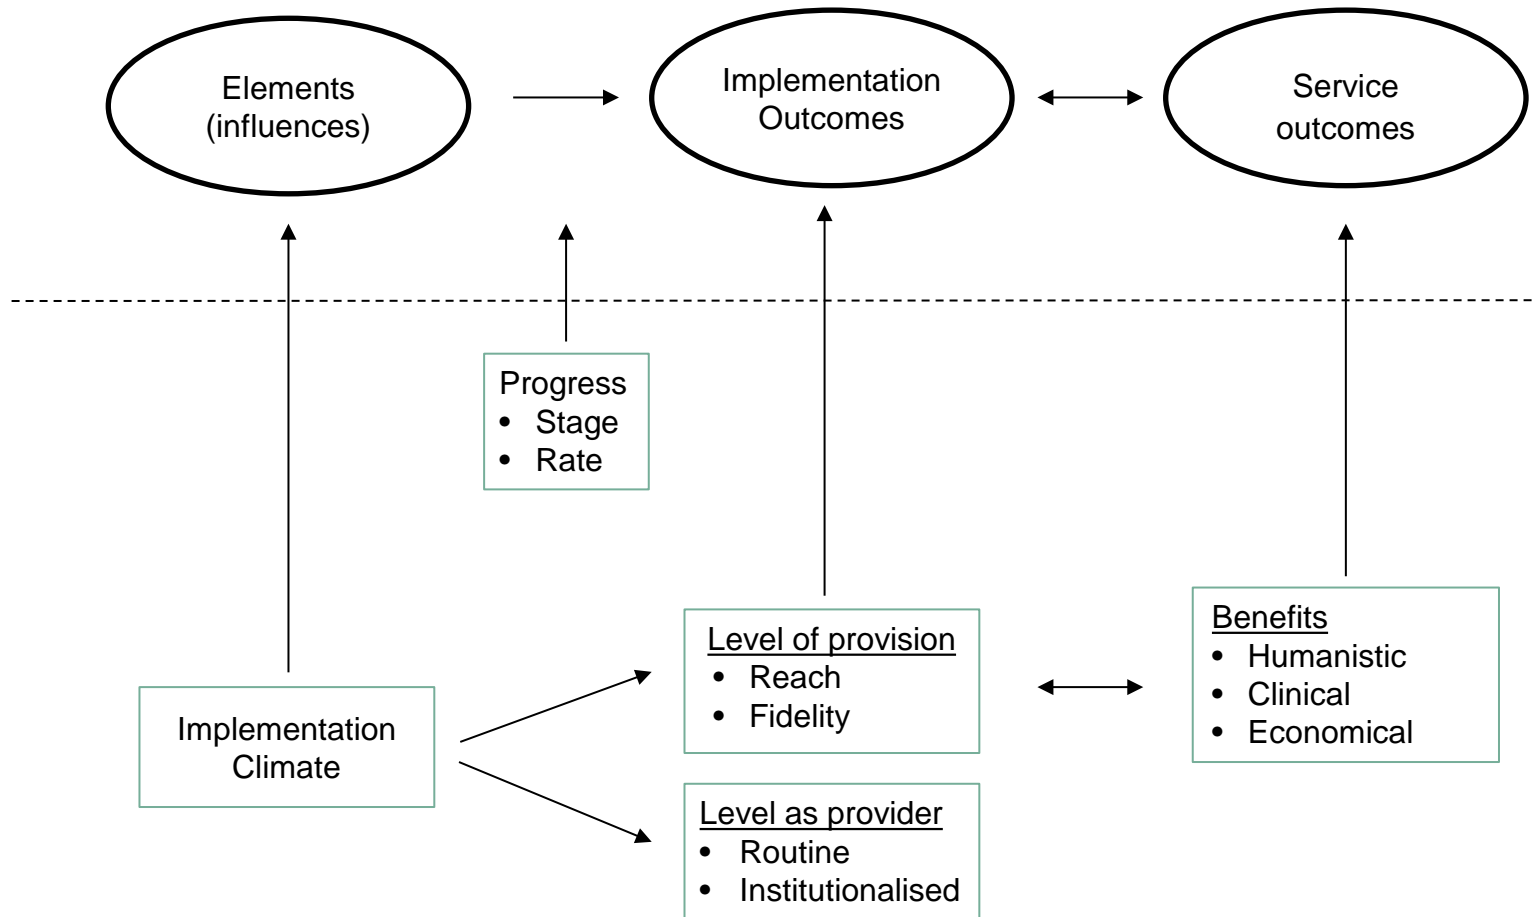 Elements
(influences)
Implementation
Outcomes
Service
outcomes
Progress
• Stage
• Rate
Implementation
Climate
Level of provision
• Reach
• Fidelity
Level as provider
• Routine
• Institutionalised
Benefits
• Humanistic
• Clinical
• Economical